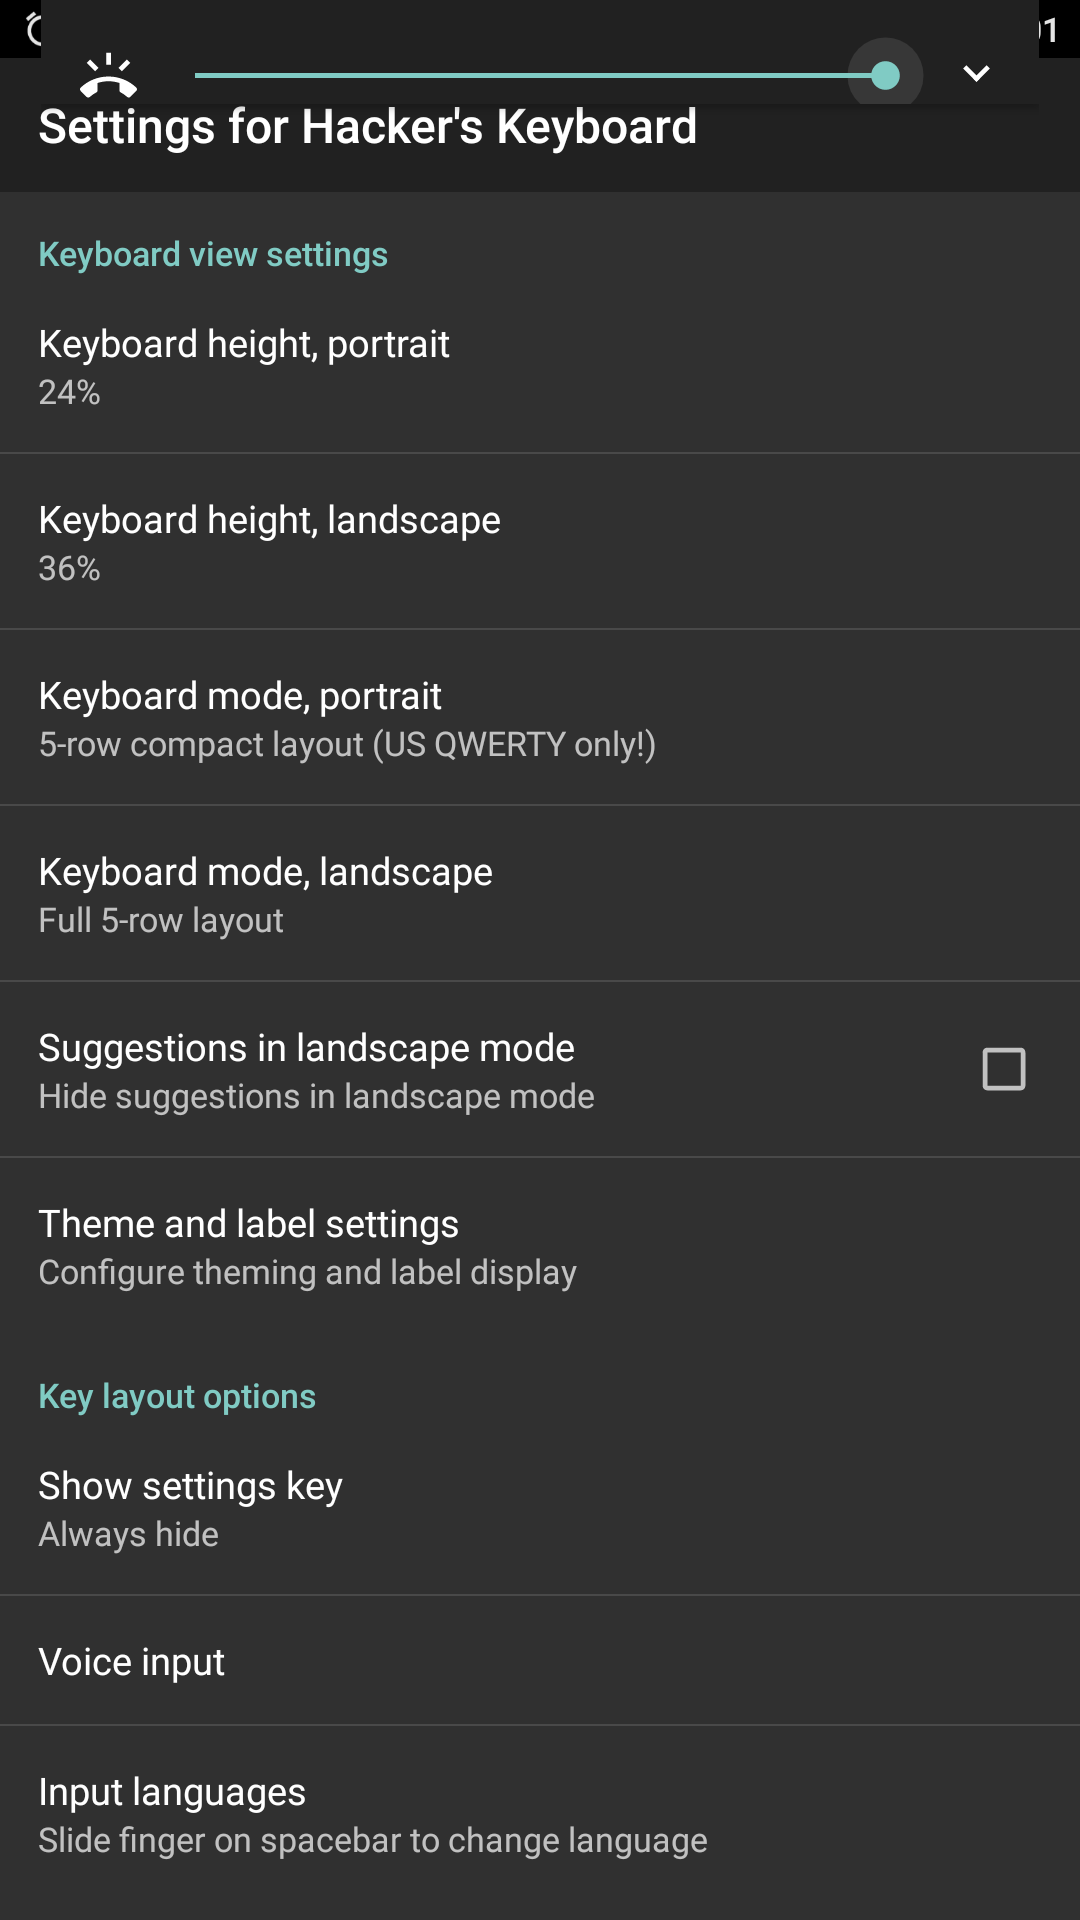 Settings for Hacker's Keyboard
Keyboard view settings
Keyboard height, portrait
24%
Keyboard height, landscape
36%
Keyboard mode, portrait
5-row compact layout (US QWERTY only!)
Keyboard mode, landscape
Full 5-row layout
Suggestions in landscape mode
Hide suggestions in landscape mode
Theme and label settings
Configure theming and label display
Key layout options
Show settings key
Always hide
Voice input
Input languages
Slide finger on spacebar to change language